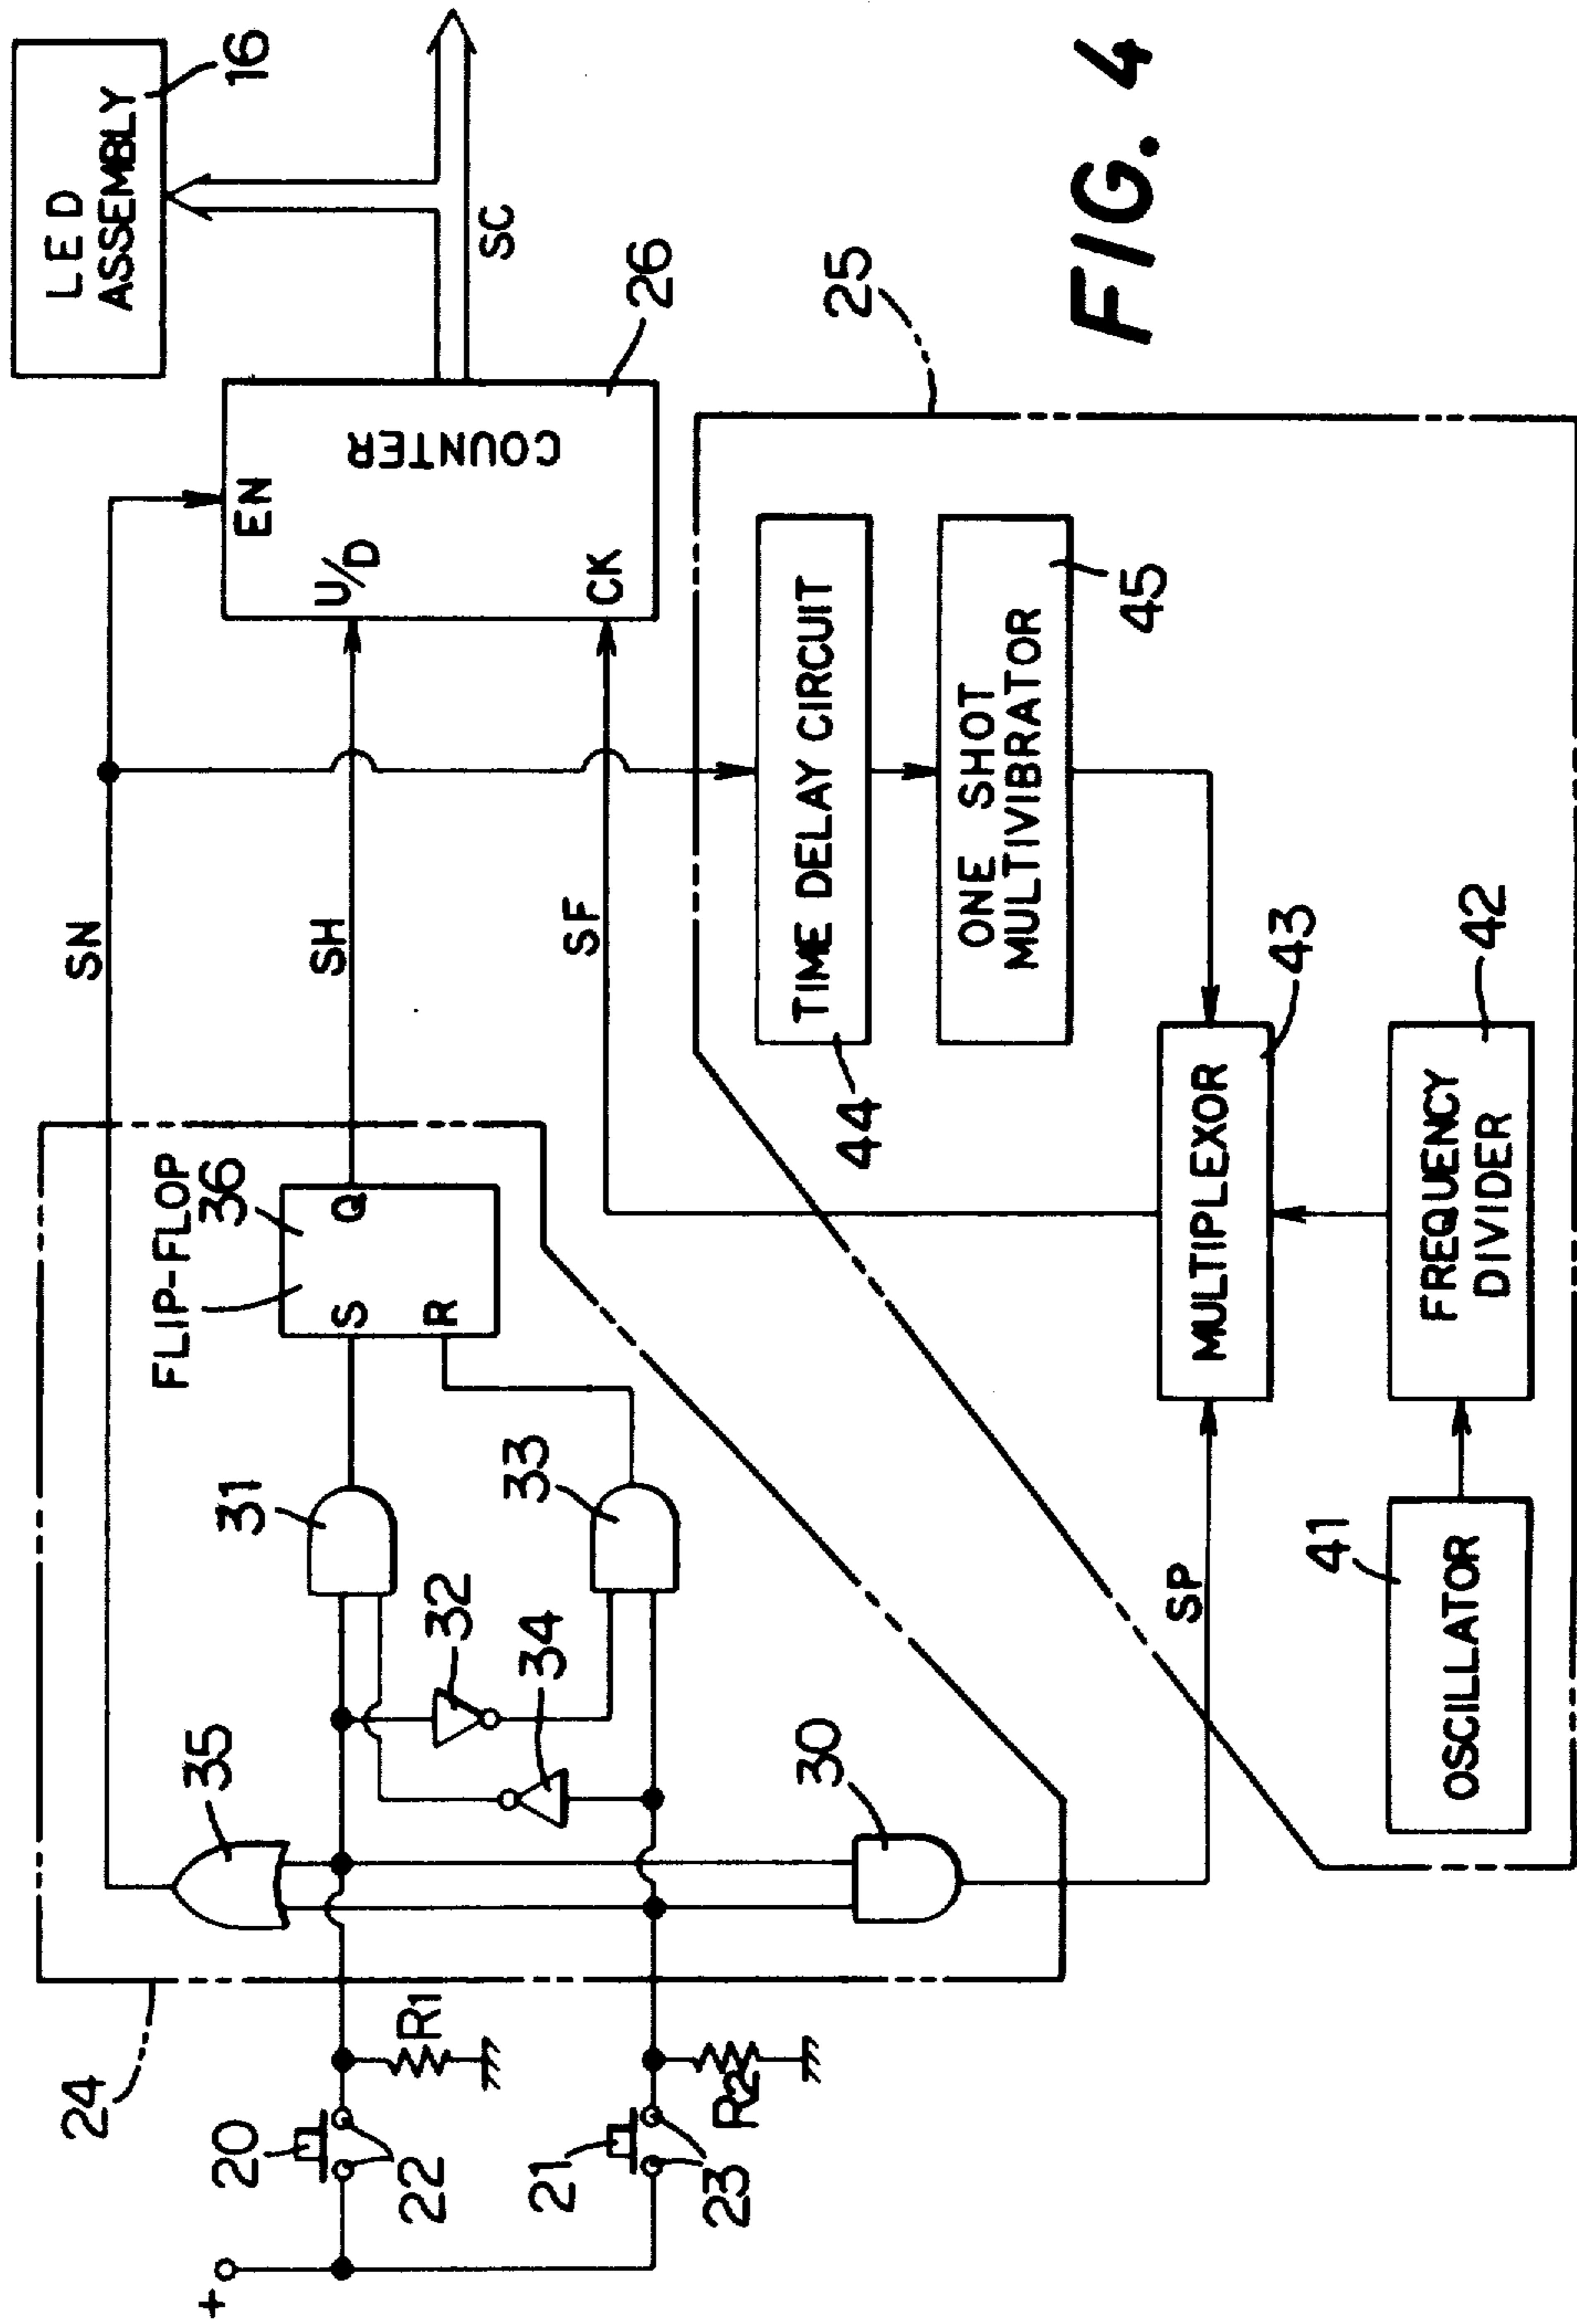 FIG. 4
LED
ASSEMBLY
16
SC
SN
EN
COUNTER
U/D
CK
26
25
SH
SF
FLIP-FLOP
36
S
Q
R
31
32
33
34
35
30
24
20
22
R1
21
23
R2
+
SP
TIME DELAY CIRCUIT
44
ONE SHOT
MULTIVIBRATOR
45
MULTIPLEXOR
43
FREQUENCY
DIVIDER
42
OSCILLATOR
41